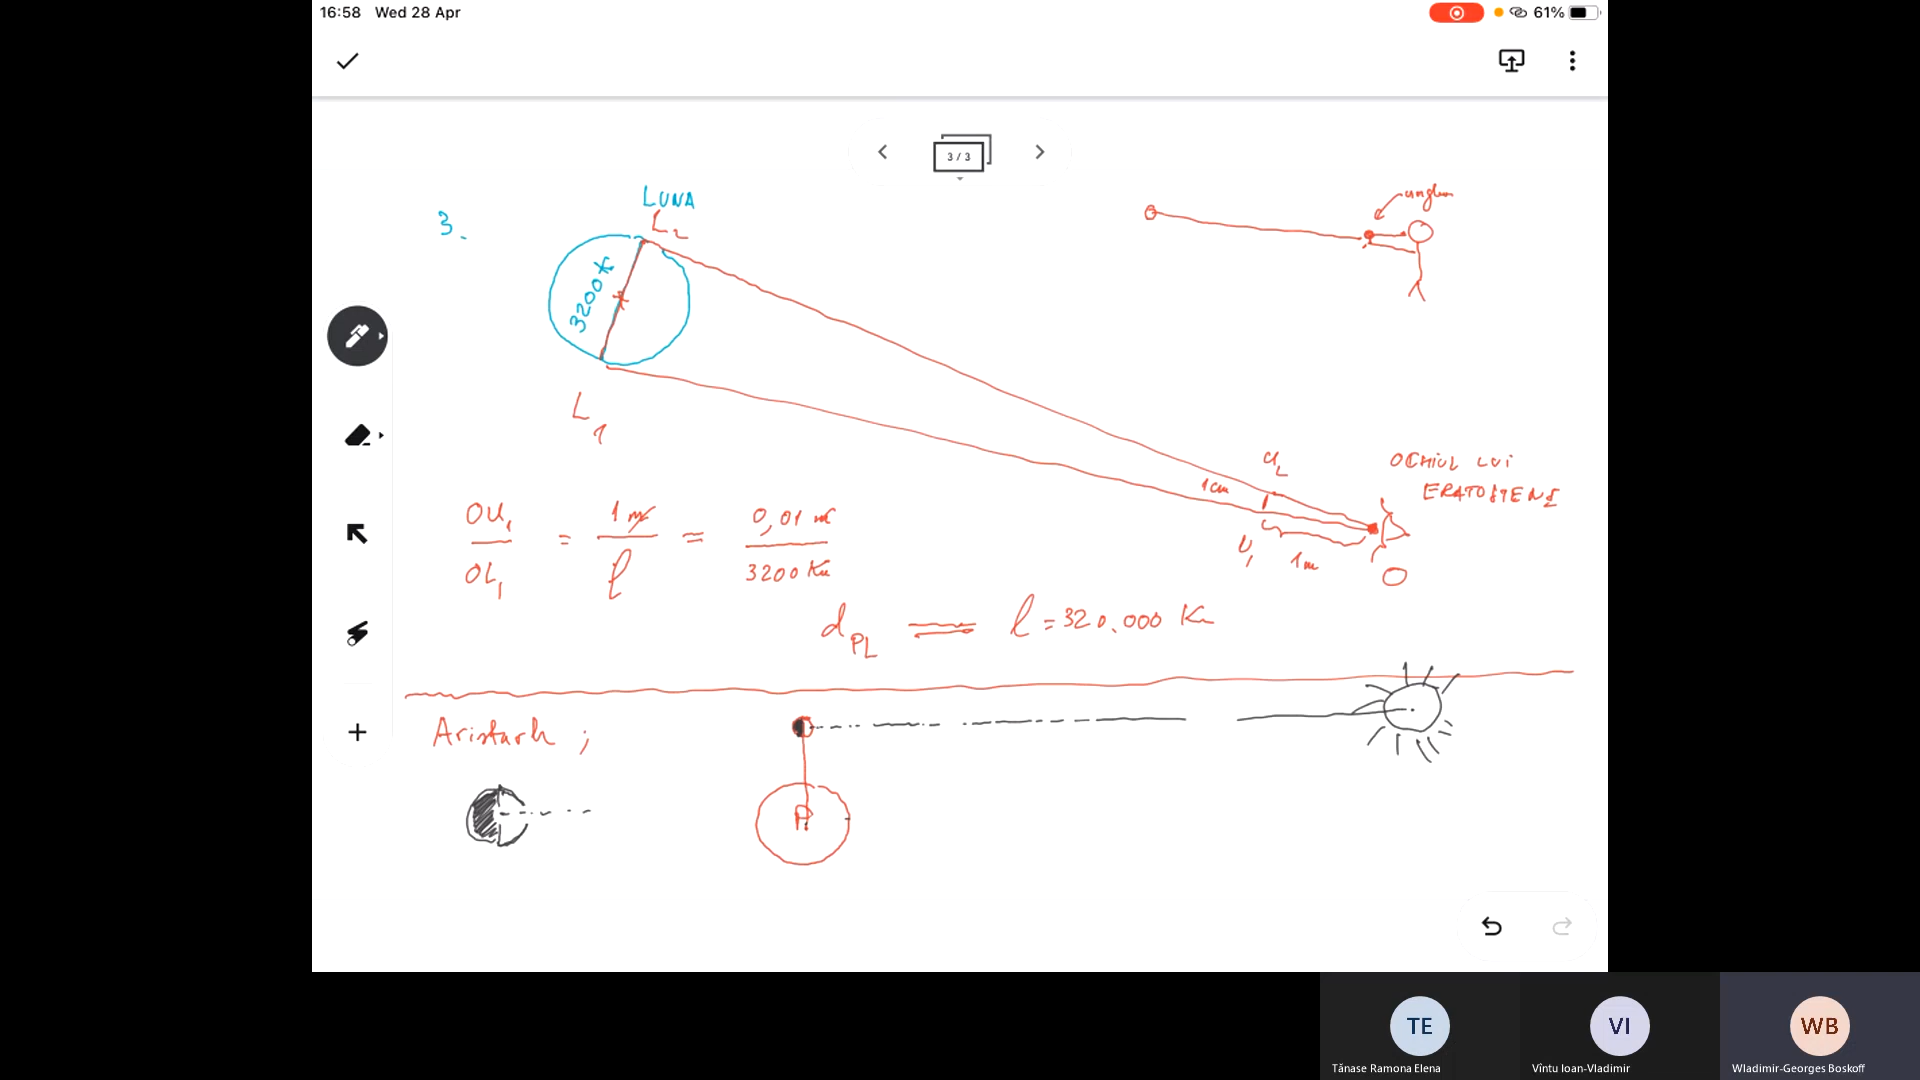 16:58 Wed 28 Apr
61%
3 / 3
3.
LUNA
L2
3200 K
L1
unghia
1cm
U2
U1
1m
OCHIUL LUI
ERATOSTENE
O
OU1 / OL1 = 1m / l = 0,01 m / 3200 Km
dPL = l = 320.000 Km
Aristarh ;
P
TE
VI
WB
Tănase Ramona Elena
Vîntu Ioan-Vladimir
Wladimir-Georges Boskoff